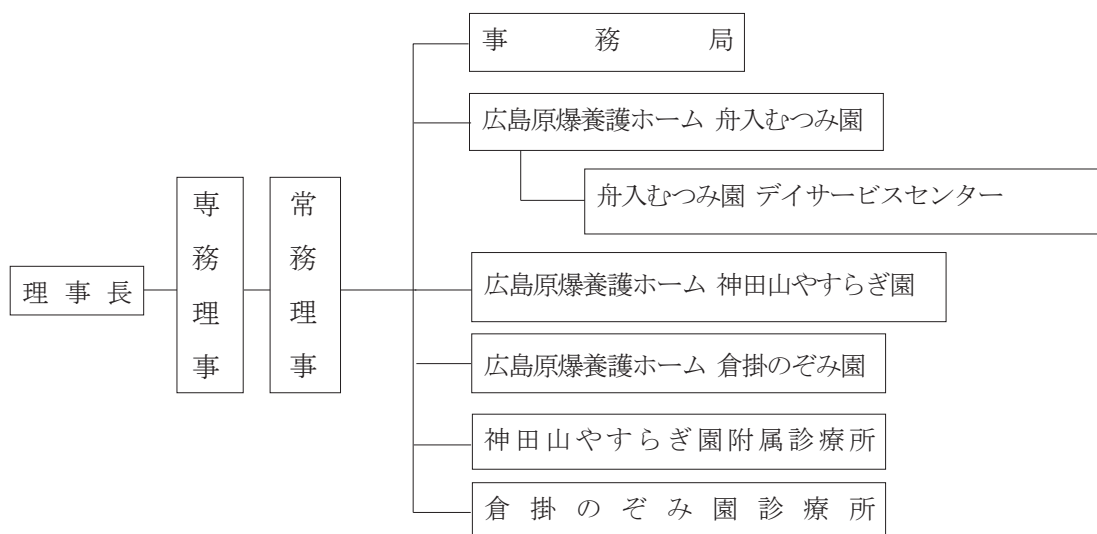 事務局
広島原爆養護ホーム 舟入むつみ園
舟入むつみ園 デイサービスセンター
理事長
専務理事
常務理事
広島原爆養護ホーム 神田山やすらぎ園
広島原爆養護ホーム 倉掛のぞみ園
神田山やすらぎ園附属診療所
倉掛のぞみ園診療所